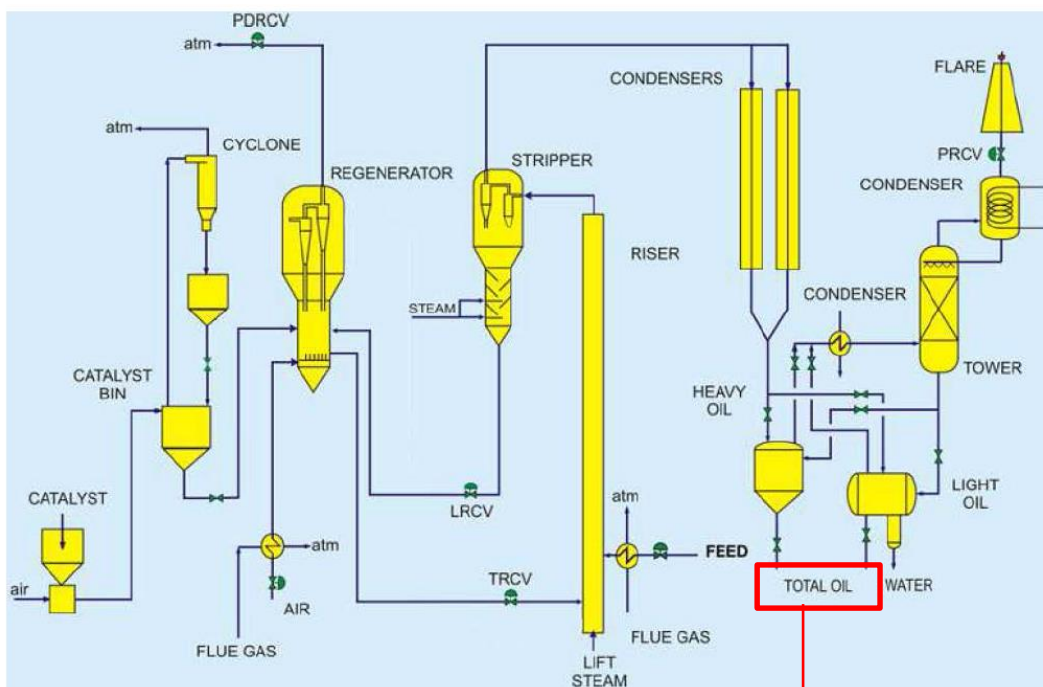 PDRCV
atm
CONDENSERS
FLARE
atm
CYCLONE
REGENERATOR
STRIPPER
PRCV
CONDENSER
RISER
STEAM
CONDENSER
CATALYST
BIN
HEAVY
OIL
TOWER
CATALYST
LRCV
atm
LIGHT
OIL
atm
FEED
air
TRCV
TOTAL OIL
WATER
AIR
FLUE GAS
FLUE GAS
LIFT
STEAM